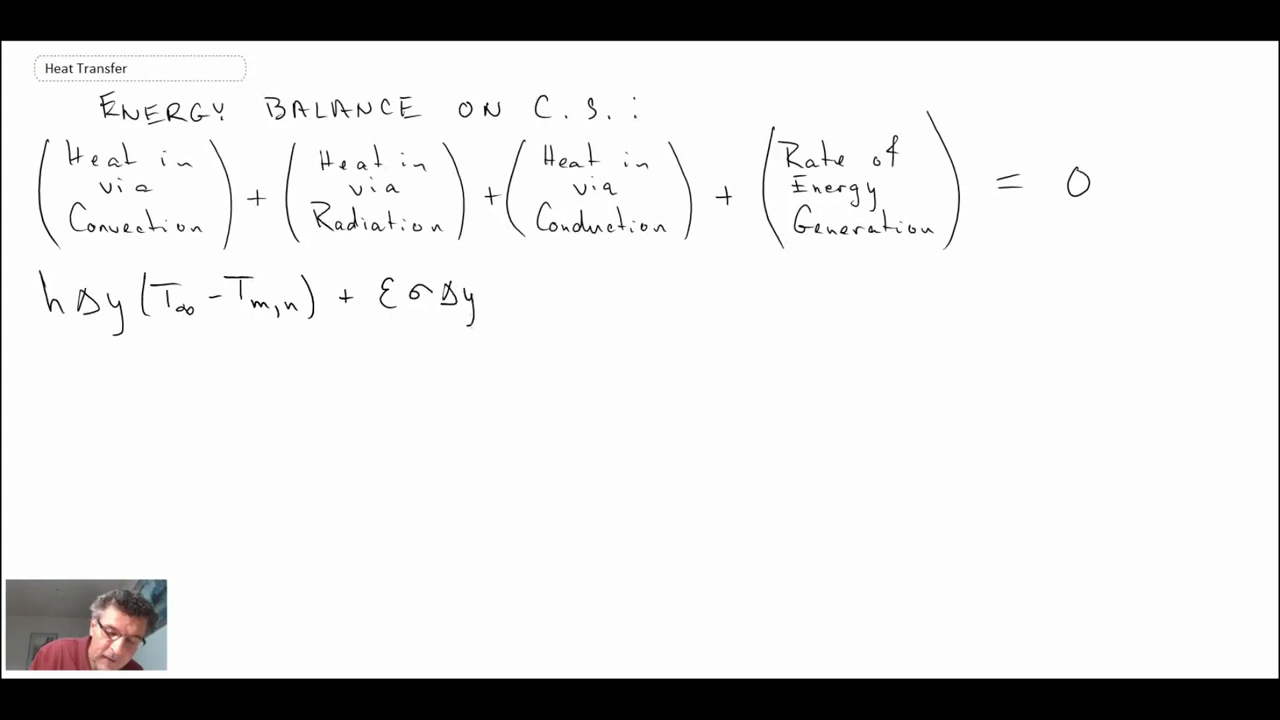 Heat Transfer
ENERGY BALANCE ON C.S.:
(Heat in via Convection) + (Heat in via Radiation) + (Heat in via Conduction) + (Rate of Energy Generation) = 0
hΔy(T∞ - Tm,n) + εσΔy